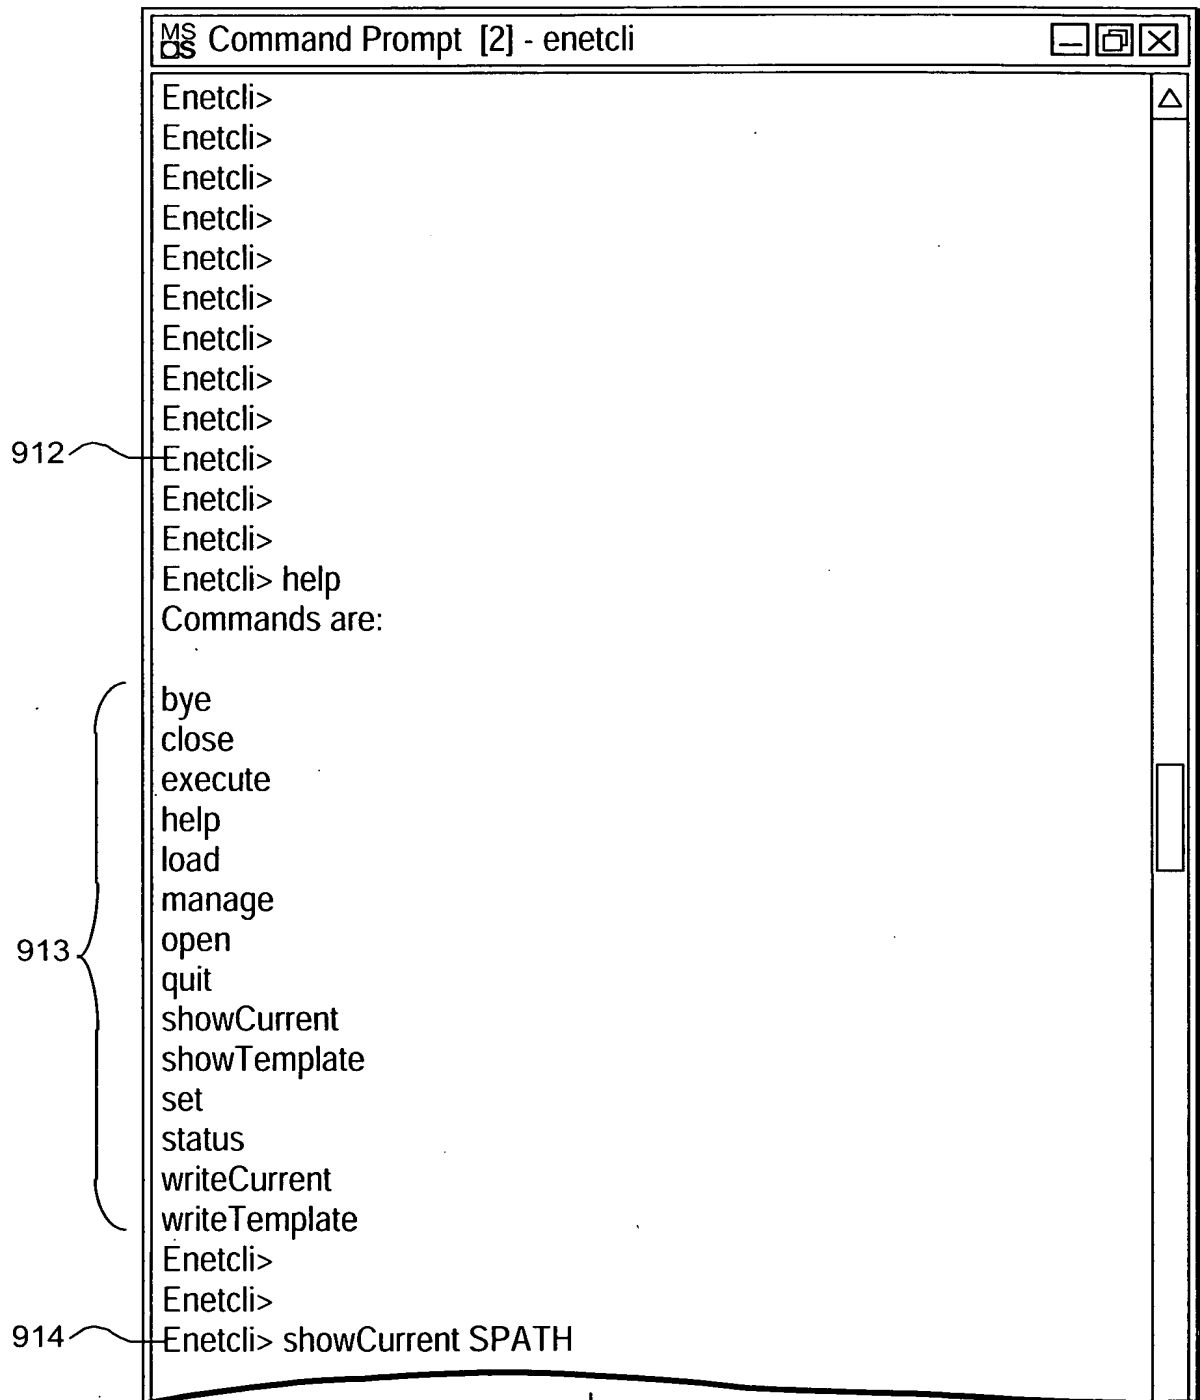 MS
DS Command Prompt [2] - enetcli
Enetcli>
Enetcli>
Enetcli>
Enetcli>
Enetcli>
Enetcli>
Enetcli>
Enetcli>
Enetcli>
912 Enetcli>
Enetcli>
Enetcli>
Enetcli> help
Commands are:
bye
close
execute
help
load
manage
913 open
quit
showCurrent
showTemplate
set
status
writeCurrent
writeTemplate
Enetcli>
Enetcli>
914 Enetcli> showCurrent SPATH